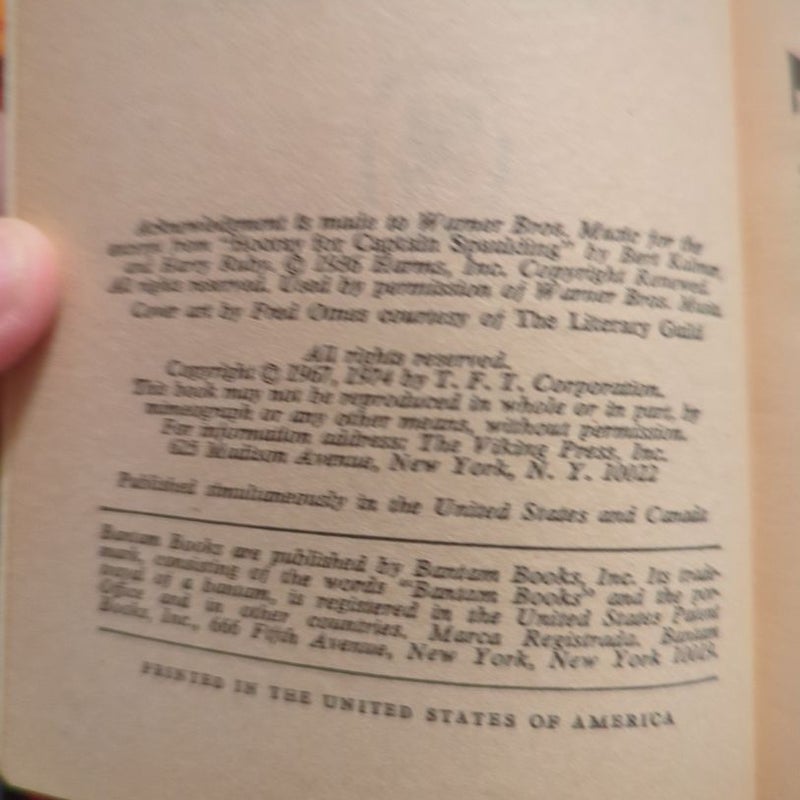 Acknowledgment is made to Warner Bros. Music for the
excerpt from "Hooray for Captain Spaulding" by Bert Kalmar
and Harry Ruby. © 1936 Harms, Inc. Copyright Renewed.
All rights reserved. Used by permission of Warner Bros. Music.
Cover art by Fred Otnes courtesy of The Literary Guild
All rights reserved.
Copyright © 1967, 1974 by T. F. T. Corporation.
This book may not be reproduced in whole or in part, by
mimeograph or any other means, without permission.
For information address: The Viking Press, Inc.
625 Madison Avenue, New York, N. Y. 10022
Published simultaneously in the United States and Canada
Bantam Books are published by Bantam Books, Inc. Its trade-
mark, consisting of the words "Bantam Books" and the por-
trayal of a bantam, is registered in the United States Patent
Office and in other countries. Marca Registrada. Bantam
Books, Inc., 666 Fifth Avenue, New York, New York 10019.
PRINTED IN THE UNITED STATES OF AMERICA